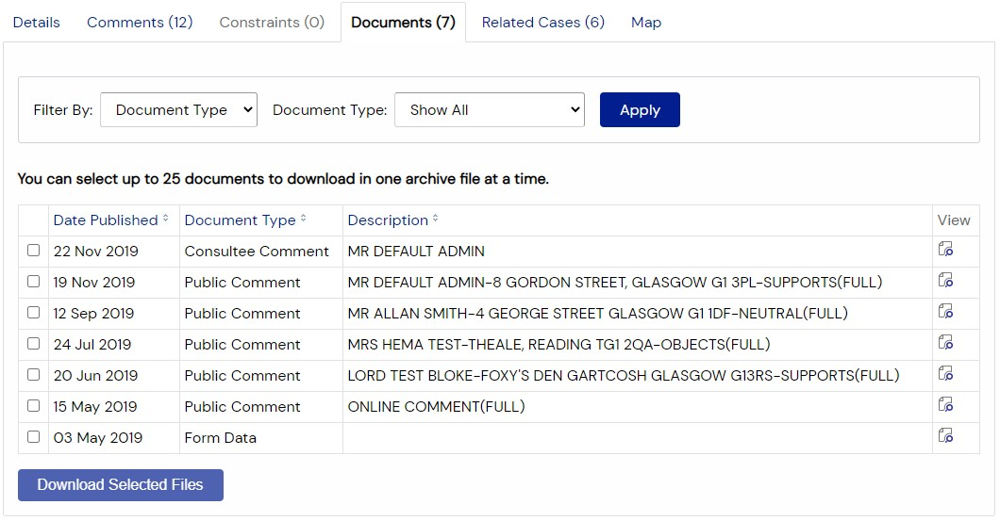 Details Comments (12) Constraints (0) Documents (7) Related Cases (6) Map
Filter By: Document Type Document Type: Show All Apply
You can select up to 25 documents to download in one archive file at a time.
Date Published Document Type Description View
22 Nov 2019 Consultee Comment MR DEFAULT ADMIN
19 Nov 2019 Public Comment MR DEFAULT ADMIN-8 GORDON STREET, GLASGOW G1 3PL-SUPPORTS(FULL)
12 Sep 2019 Public Comment MR ALLAN SMITH-4 GEORGE STREET GLASGOW G1 1DF-NEUTRAL(FULL)
24 Jul 2019 Public Comment MRS HEMA TEST-THEALE, READING TG1 2QA-OBJECTS(FULL)
20 Jun 2019 Public Comment LORD TEST BLOKE-FOXY'S DEN GARTCOSH GLASGOW G13RS-SUPPORTS(FULL)
15 May 2019 Public Comment ONLINE COMMENT(FULL)
03 May 2019 Form Data
Download Selected Files